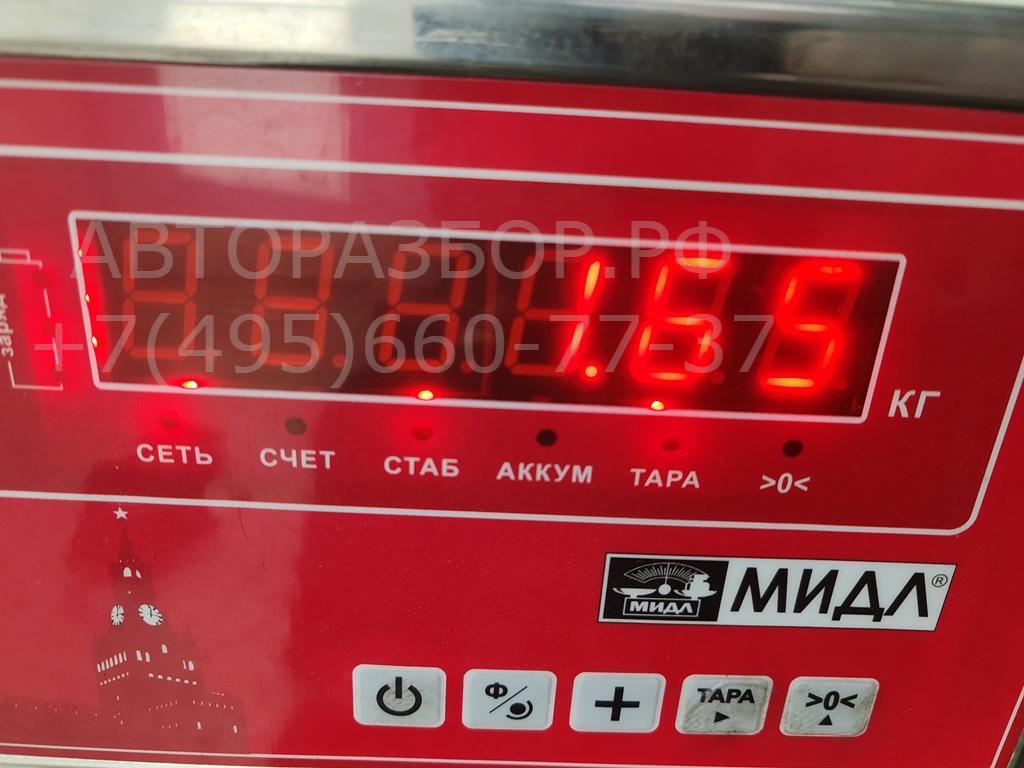 АВТОРАЗБОР.РФ
+7(495)660-77-37
1.65
КГ
заряд
СЕТЬ СЧЕТ СТАБ АККУМ ТАРА >0<
МИДЛ МИДЛ®
Ф + ТАРА >0<